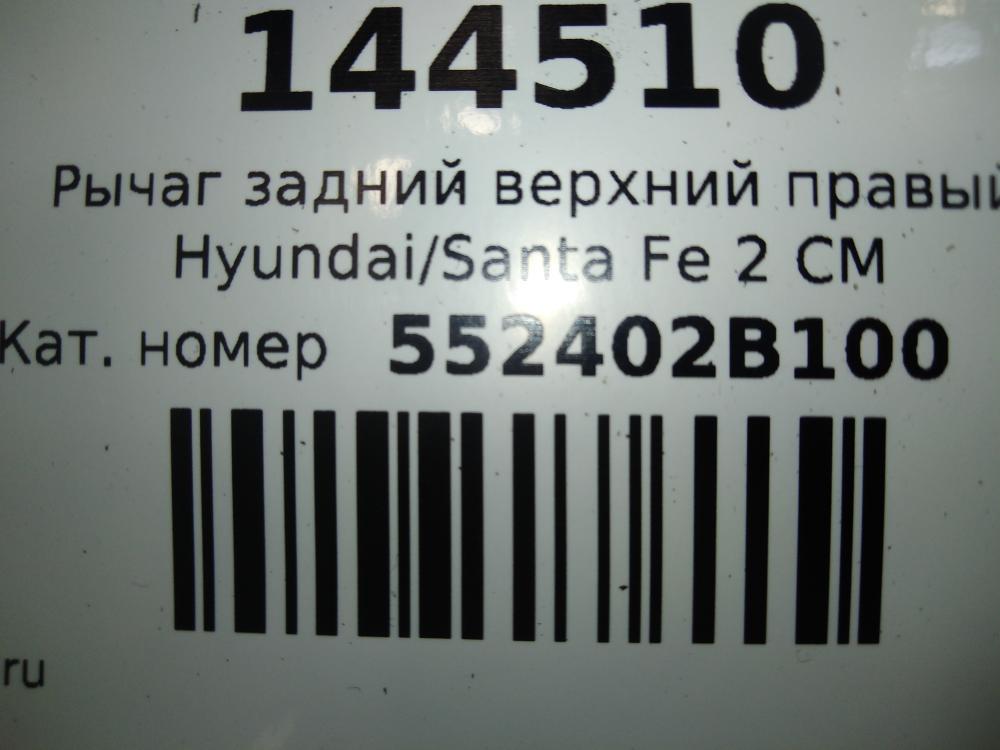 144510
Рычаг задний верхний правый
Hyundai/Santa Fe 2 CM
Кат. номер 552402B100
ru